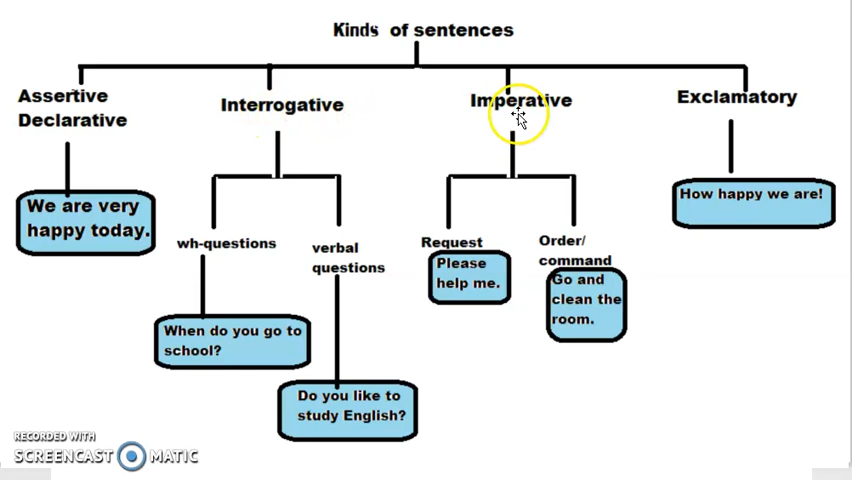 Kinds of sentences
Assertive
Declarative
Interrogative
Imperative
Exclamatory
We are very
happy today.
wh-questions
verbal
questions
Request
Please
help me.
Order/
command
Go and
clean the
room.
How happy we are!
When do you go to
school?
Do you like to
study English?
RECORDED WITH
SCREENCAST MATIC